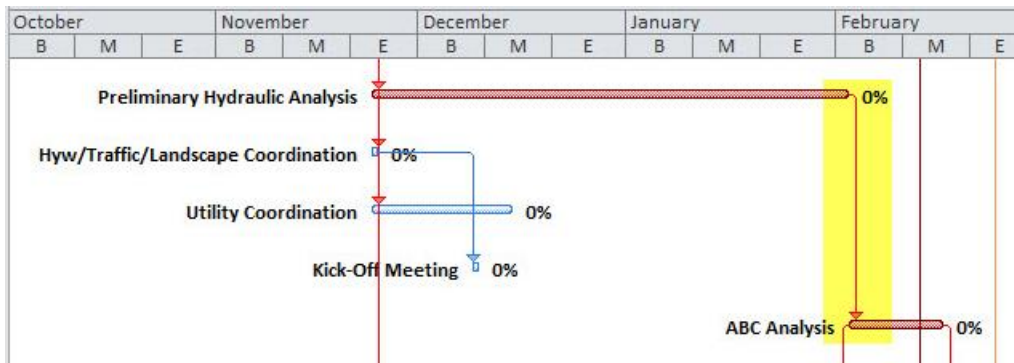 October November December January February
B M E B M E B M E B M E B M E
Preliminary Hydraulic Analysis 0%
Hyw/Traffic/Landscape Coordination 0%
Utility Coordination 0%
Kick-Off Meeting 0%
ABC Analysis 0%